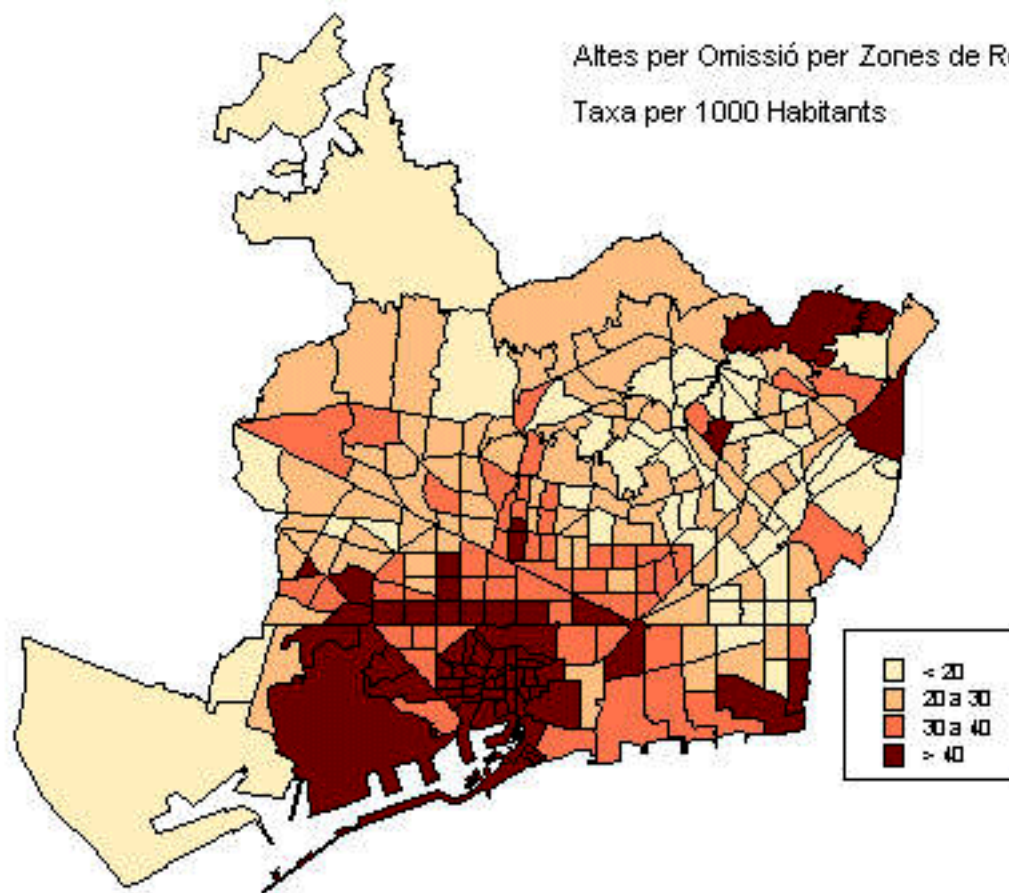 Altes per Omissió per Zones de R
Taxa per 1000 Habitants
< 20
20 a 30
30 a 40
> 40